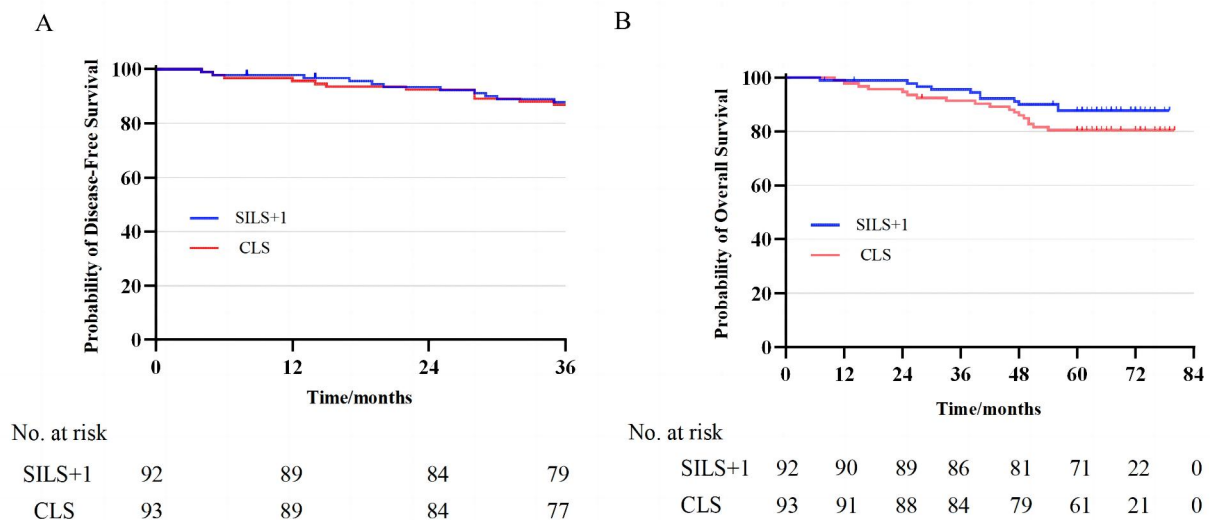 A
Probability of Disease-Free Survival
100
80
60
40
20
0
SILS+1
CLS
0 12 24 36
Time/months
No. at risk
SILS+1 92 89 84 79
CLS 93 89 84 77
B
Probability of Overall Survival
100
80
60
40
20
0
SILS+1
CLS
0 12 24 36 48 60 72 84
Time/months
No. at risk
SILS+1 92 90 89 86 81 71 22 0
CLS 93 91 88 84 79 61 21 0